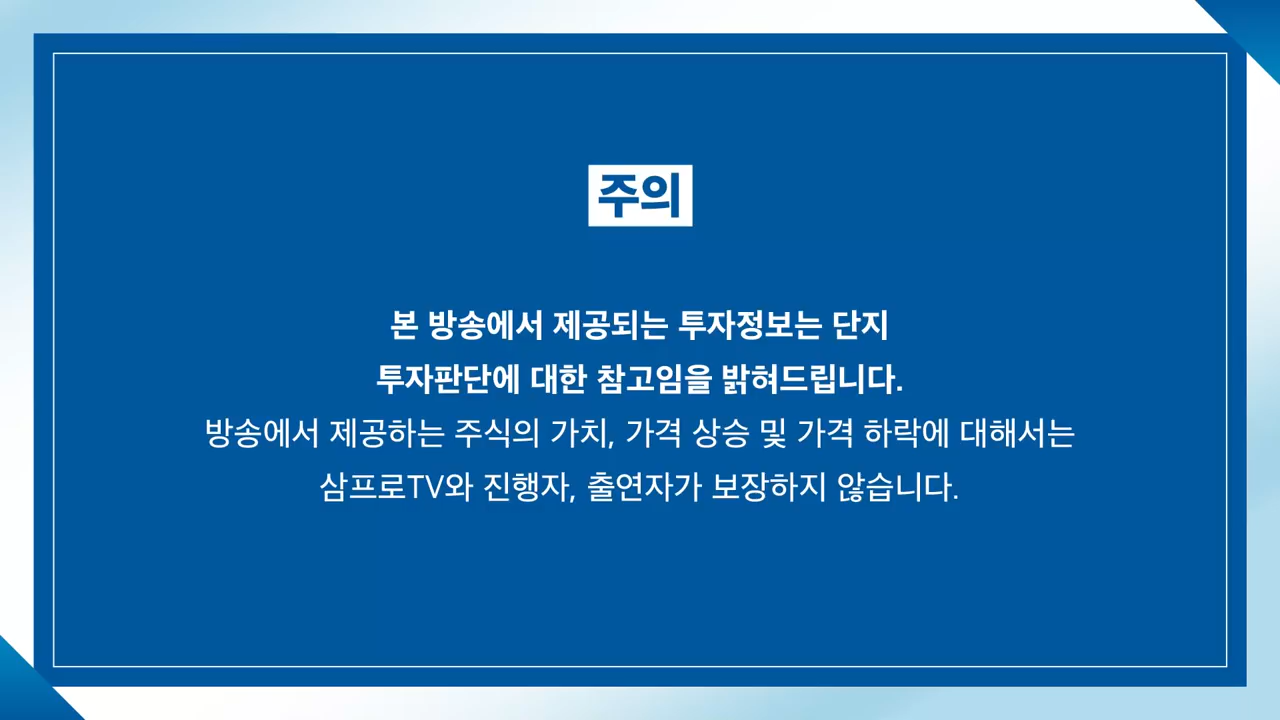 주의
본 방송에서 제공되는 투자정보는 단지
투자판단에 대한 참고임을 밝혀드립니다.
방송에서 제공하는 주식의 가치, 가격 상승 및 가격 하락에 대해서는
삼프로TV와 진행자, 출연자가 보장하지 않습니다.